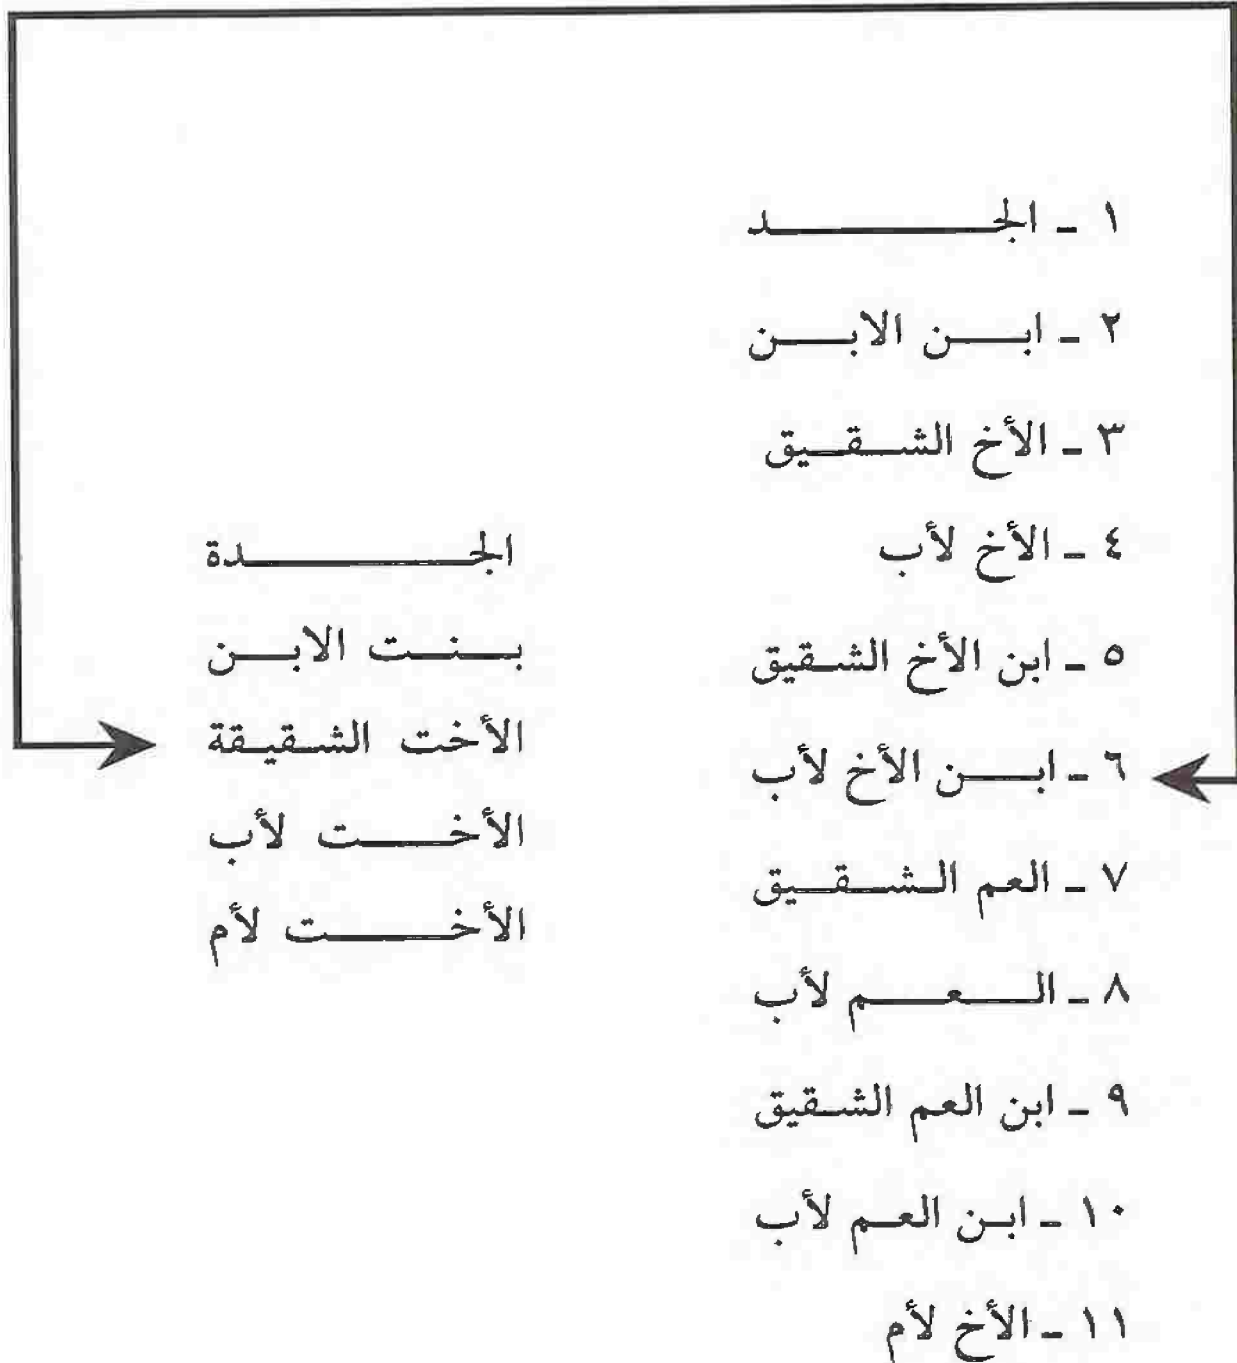 ١ ـ الجد
٢ ـ ابن الابن
٣ ـ الأخ الشقيق
٤ ـ الأخ لأب
٥ ـ ابن الأخ الشقيق
٦ ـ ابن الأخ لأب
٧ ـ العم الشقيق
٨ ـ العم لأب
٩ ـ ابن العم الشقيق
١٠ ـ ابن العم لأب
١١ ـ الأخ لأم
الجدة
بنت الابن
الأخت الشقيقة
الأخت لأب
الأخت لأم